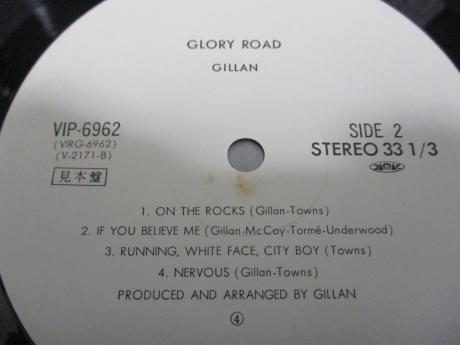 GLORY ROAD
GILLAN
VIP-6962
(VIRG-6962)
(V-2171-B)
見本盤
SIDE 2
STEREO 33 1/3
JASRAC
1. ON THE ROCKS (Gillan-Towns)
2. IF YOU BELIEVE ME (Gillan-McCoy-Tormé-Underwood)
3. RUNNING, WHITE FACE, CITY BOY (Towns)
4. NERVOUS (Gillan-Towns)
PRODUCED AND ARRANGED BY GILLAN
④